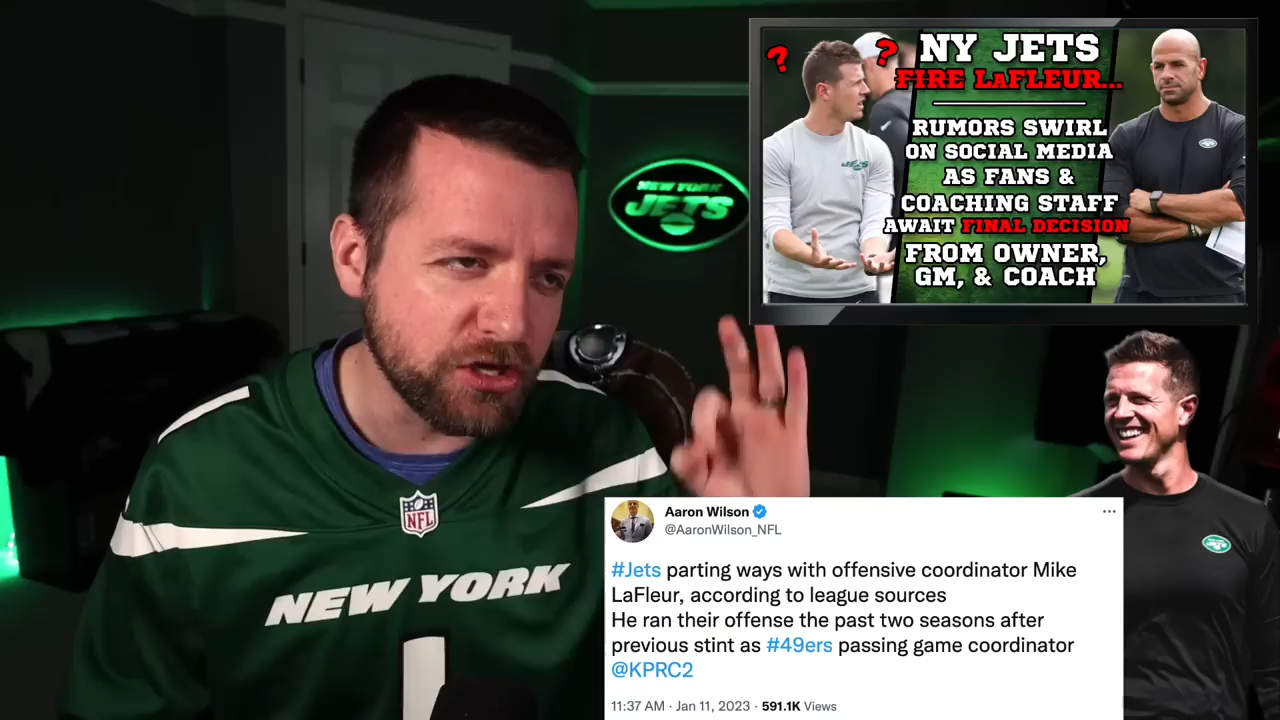 NY JETS
FIRE LaFLEUR...
RUMORS SWIRL
ON SOCIAL MEDIA
AS FANS &
COACHING STAFF
AWAIT FINAL DECISION
FROM OWNER,
GM, & COACH
? ?
JETS
NEW YORK
JETS
NFL
NEW YORK
1
Aaron Wilson
@AaronWilson_NFL
#Jets parting ways with offensive coordinator Mike
LaFleur, according to league sources
He ran their offense the past two seasons after
previous stint as #49ers passing game coordinator
@KPRC2
11:37 AM · Jan 11, 2023 · 591.1K Views
JETS